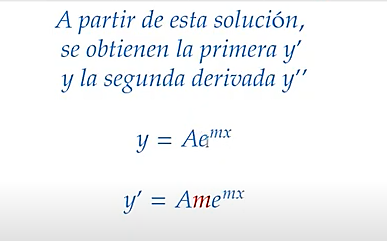 A partir de esta solución,
se obtienen la primera y′
y la segunda derivada y′′
y = Ae^{mx}
y′ = Ame^{mx}